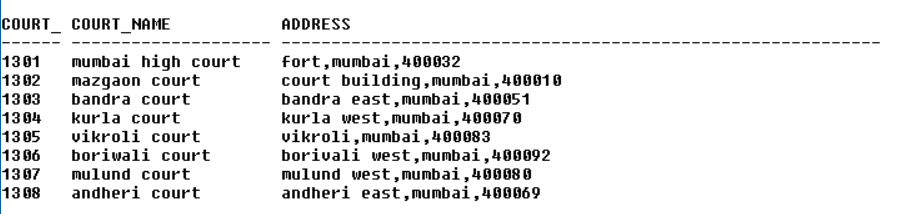 COURT_ COURT_NAME ADDRESS
------ -------------------- ------------------------------------------------------------
1301 mumbai high court fort,mumbai,400032
1302 mazgaon court court building,mumbai,400010
1303 bandra court bandra east,mumbai,400051
1304 kurla court kurla west,mumbai,400070
1305 vikroli court vikroli,mumbai,400083
1306 boriwali court borivali west,mumbai,400092
1307 mulund court mulund west,mumbai,400080
1308 andheri court andheri east,mumbai,400069